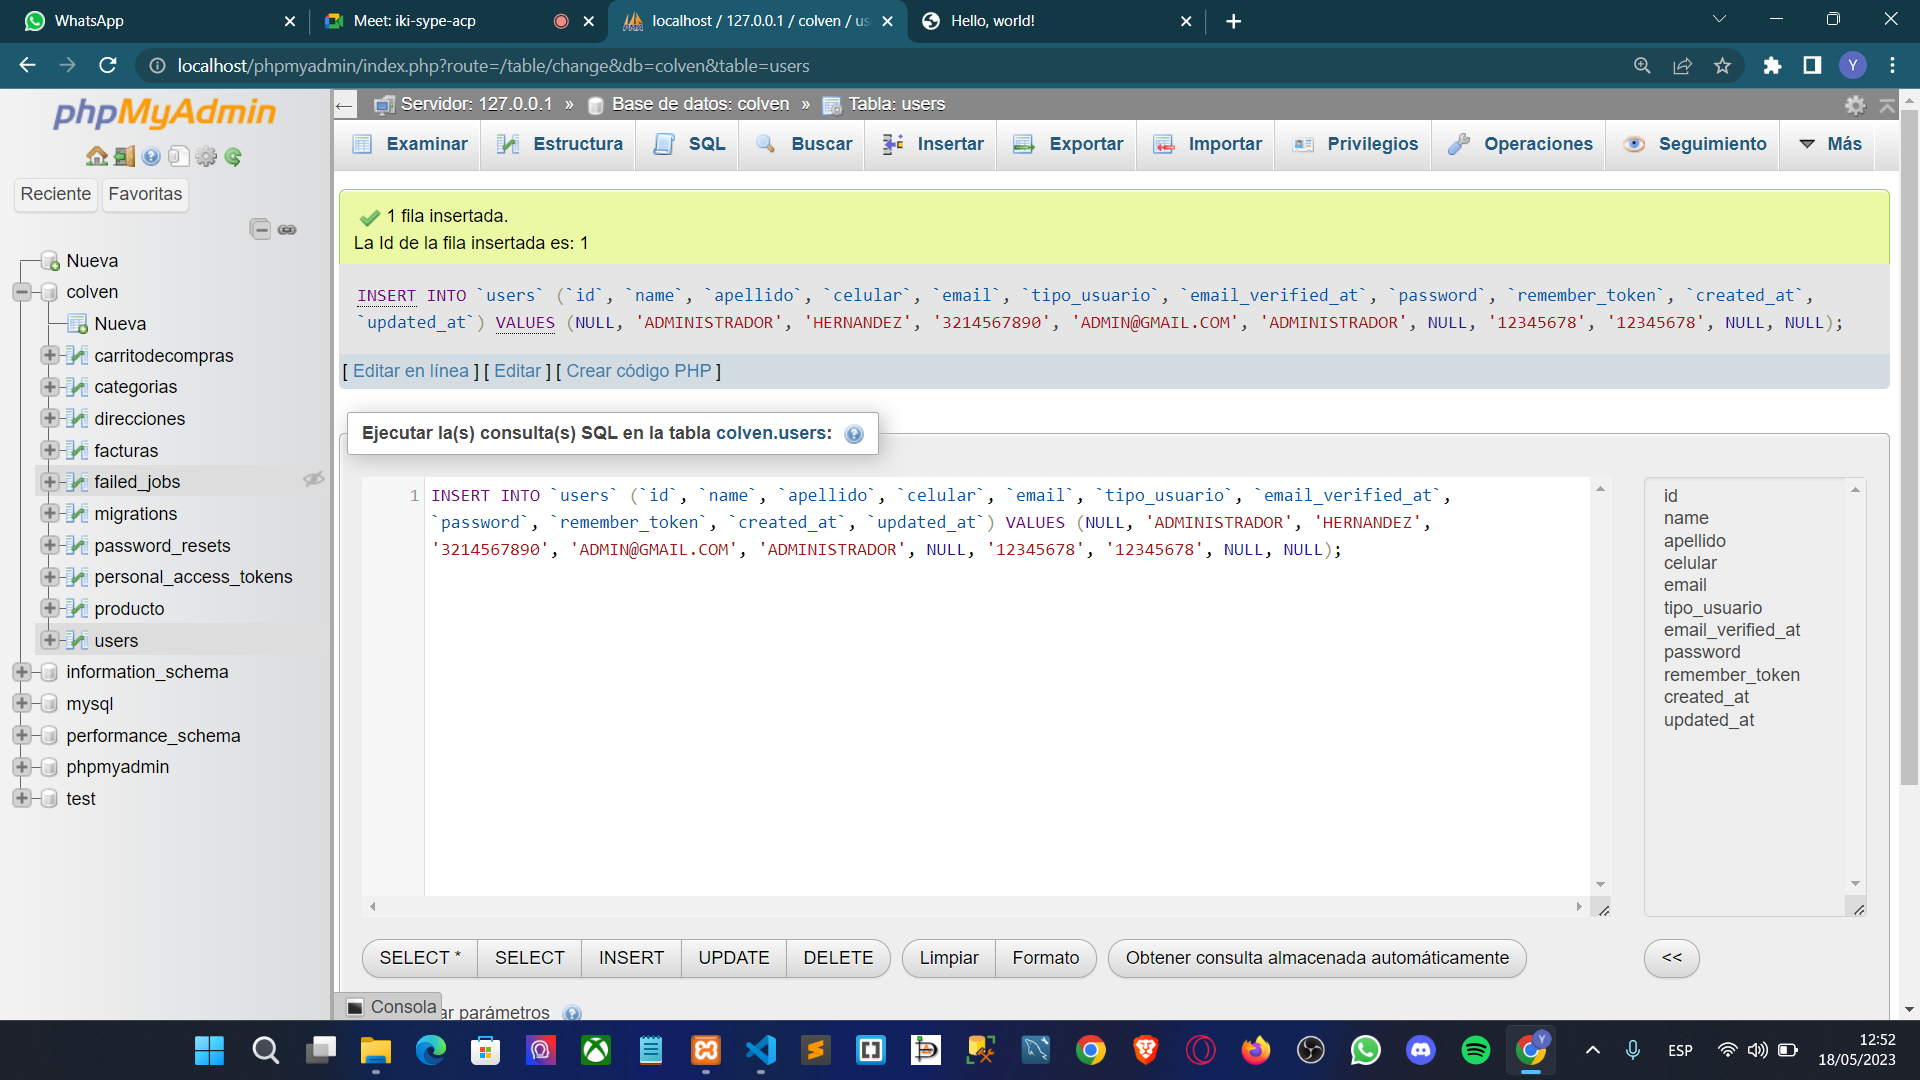 WhatsApp
Meet: iki-sype-acp
localhost / 127.0.0.1 / colven / us
Hello, world!
localhost/phpmyadmin/index.php?route=/table/change&db=colven&table=users
Y
phpMyAdmin
Reciente
Favoritas
Nueva
colven
Nueva
carritodecompras
categorias
direcciones
facturas
failed_jobs
migrations
password_resets
personal_access_tokens
producto
users
information_schema
mysql
performance_schema
phpmyadmin
test
Servidor: 127.0.0.1 » Base de datos: colven » Tabla: users
Examinar
Estructura
SQL
Buscar
Insertar
Exportar
Importar
Privilegios
Operaciones
Seguimiento
Más
1 fila insertada.
La Id de la fila insertada es: 1
INSERT INTO `users` (`id`, `name`, `apellido`, `celular`, `email`, `tipo_usuario`, `email_verified_at`, `password`, `remember_token`, `created_at`,
`updated_at`) VALUES (NULL, 'ADMINISTRADOR', 'HERNANDEZ', '3214567890', 'ADMIN@GMAIL.COM', 'ADMINISTRADOR', NULL, '12345678', '12345678', NULL, NULL);
[ Editar en línea ] [ Editar ] [ Crear código PHP ]
Ejecutar la(s) consulta(s) SQL en la tabla colven.users:
1
INSERT INTO `users` (`id`, `name`, `apellido`, `celular`, `email`, `tipo_usuario`, `email_verified_at`,
`password`, `remember_token`, `created_at`, `updated_at`) VALUES (NULL, 'ADMINISTRADOR', 'HERNANDEZ',
'3214567890', 'ADMIN@GMAIL.COM', 'ADMINISTRADOR', NULL, '12345678', '12345678', NULL, NULL);
id
name
apellido
celular
email
tipo_usuario
email_verified_at
password
remember_token
created_at
updated_at
SELECT *
SELECT
INSERT
UPDATE
DELETE
Limpiar
Formato
Obtener consulta almacenada automáticamente
<<
Consola
ar parámetros
ESP
12:52
18/05/2023